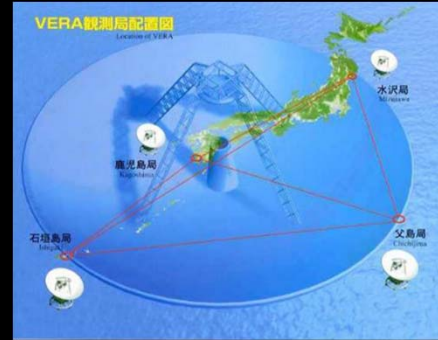 VERA観測局配置図
Location of VERA
水沢局
Mizusawa
鹿児島局
Kagoshima
石垣島局
Ishigaki
父島局
Chichijima